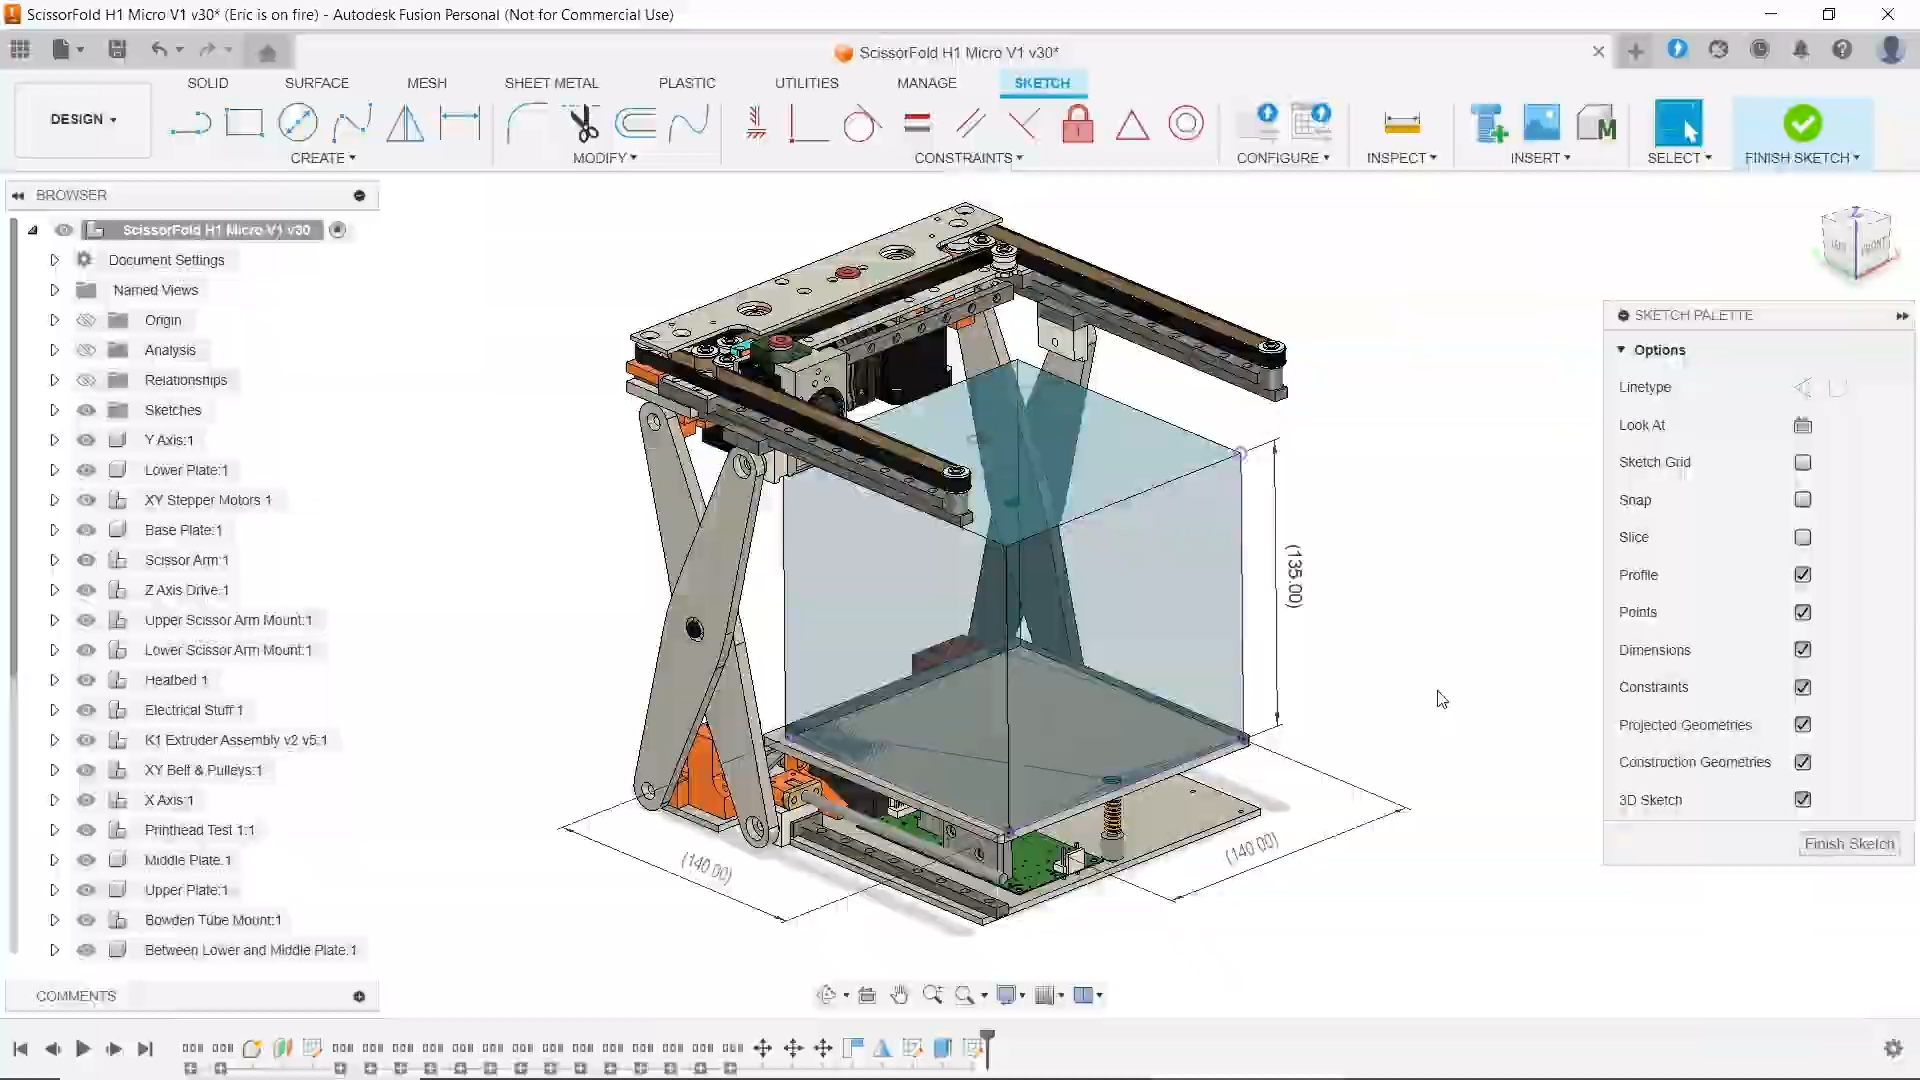 ScissorFold H1 Micro V1 v30* (Eric is on fire) - Autodesk Fusion Personal (Not for Commercial Use)
ScissorFold H1 Micro V1 v30*
SOLID SURFACE MESH SHEET METAL PLASTIC UTILITIES MANAGE SKETCH
DESIGN
CREATE MODIFY CONSTRAINTS CONFIGURE INSPECT INSERT SELECT FINISH SKETCH
BROWSER
ScissorFold H1 Micro V1 v30
Document Settings
Named Views
Origin
Analysis
Relationships
Sketches
Y Axis:1
Lower Plate:1
XY Stepper Motors 1
Base Plate:1
Scissor Arm:1
Z Axis Drive:1
Upper Scissor Arm Mount:1
Lower Scissor Arm Mount:1
Heatbed 1
Electrical Stuff 1
K1 Extruder Assembly v2 v5:1
XY Belt & Pulleys:1
X Axis:1
Printhead Test 1:1
Middle Plate.1
Upper Plate:1
Bowden Tube Mount:1
Between Lower and Middle Plate.1
COMMENTS
(135.00)
(140.00)
(140.00)
Z
FRONT
SKETCH PALETTE
Options
Linetype
Look At
Sketch Grid
Snap
Slice
Profile
Points
Dimensions
Constraints
Projected Geometries
Construction Geometries
3D Sketch
Finish Sketch